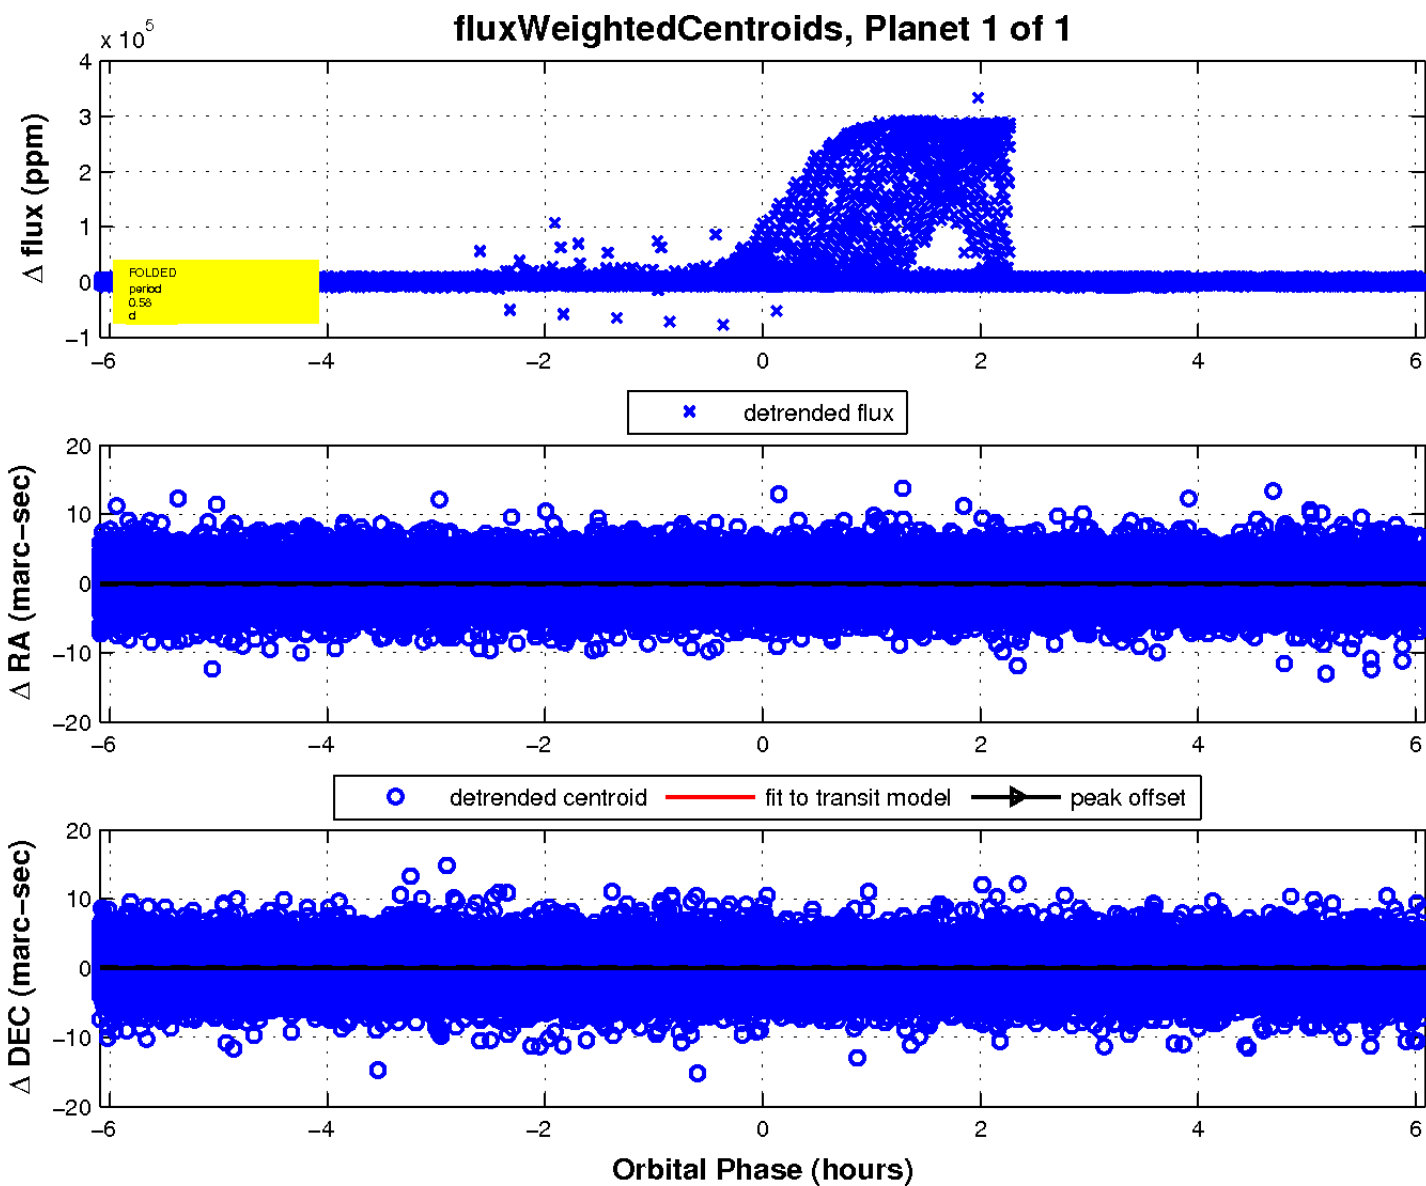 fluxWeightedCentroids, Planet 1 of 1
x 10^5
Δ flux (ppm)
4
3
2
1
0
−1
FOLDED
period
0.56
d
−6 −4 −2 0 2 4 6
detrended flux
Δ RA (marc−sec)
20
10
0
−10
−20
−6 −4 −2 0 2 4 6
detrended centroid fit to transit model peak offset
Δ DEC (marc−sec)
20
10
0
−10
−20
−6 −4 −2 0 2 4 6
Orbital Phase (hours)